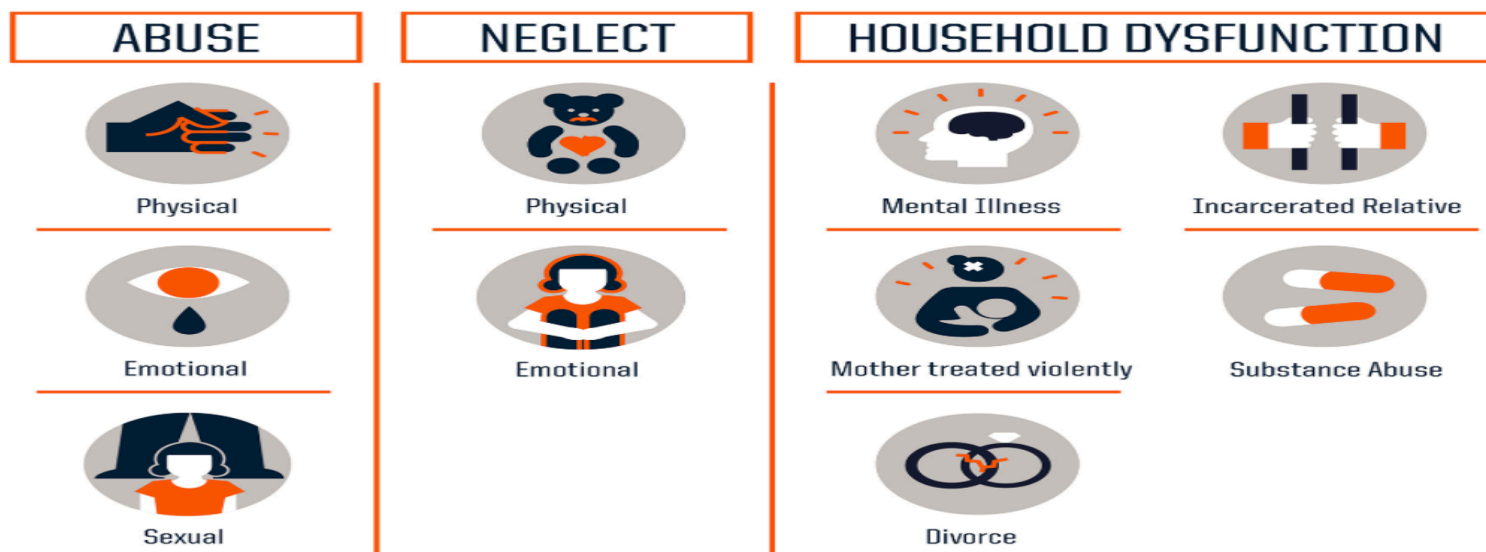 ABUSE
Physical
Emotional
Sexual
NEGLECT
Physical
Emotional
HOUSEHOLD DYSFUNCTION
Mental Illness
Incarcerated Relative
Mother treated violently
Substance Abuse
Divorce